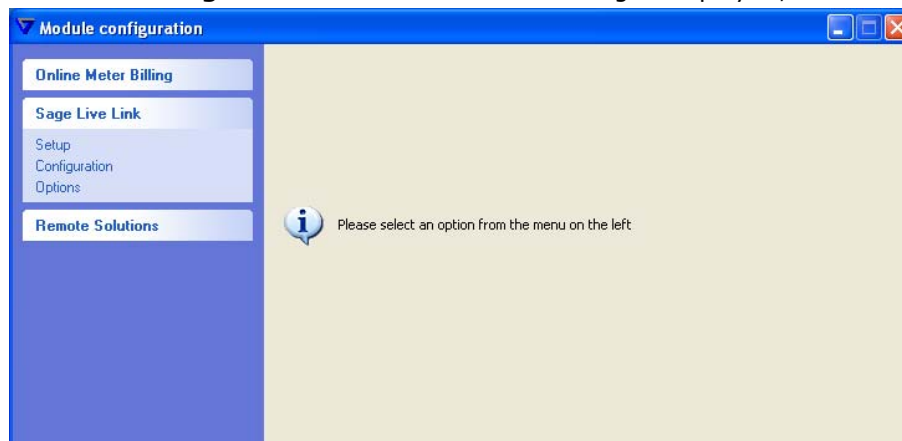 Module configuration
Online Meter Billing
Sage Live Link
Setup
Configuration
Options
Remote Solutions
Please select an option from the menu on the left